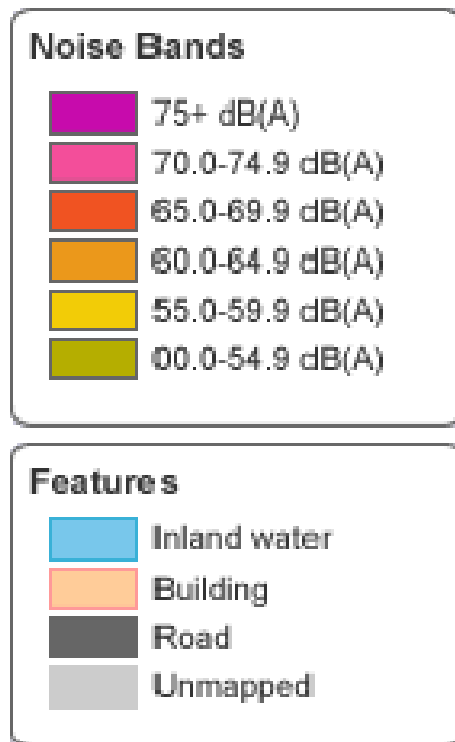 Noise Bands
75+ dB(A)
70.0-74.9 dB(A)
65.0-69.9 dB(A)
60.0-64.9 dB(A)
55.0-59.9 dB(A)
00.0-54.9 dB(A)
Features
Inland water
Building
Road
Unmapped